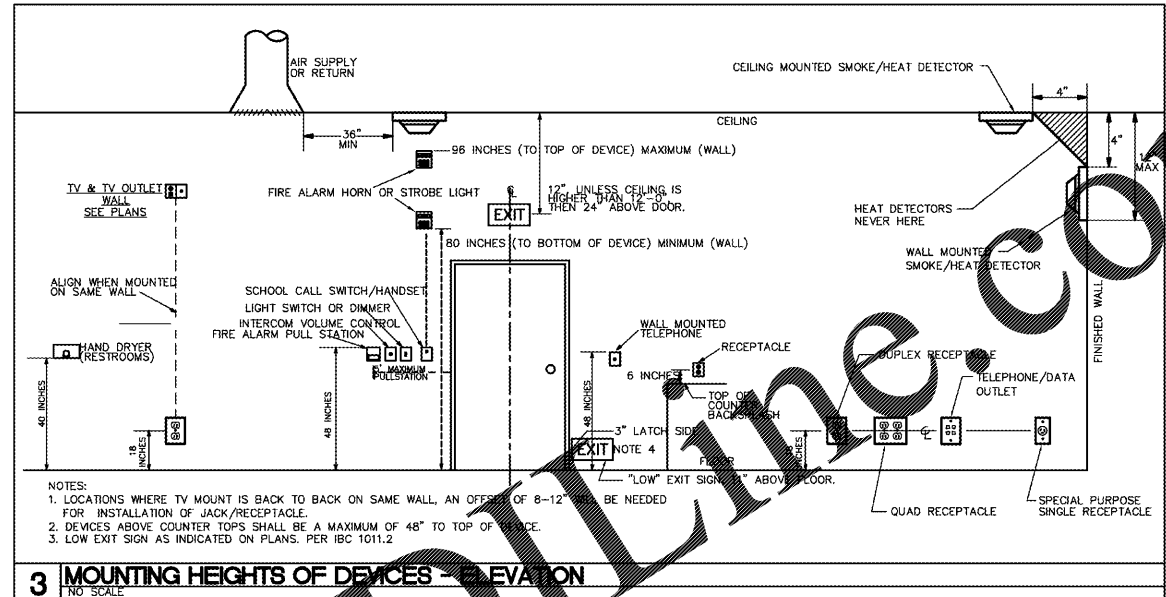 AIR SUPPLY
OR RETURN
CEILING MOUNTED SMOKE/HEAT DETECTOR
4"
CEILING
36"
MIN
96 INCHES (TO TOP OF DEVICE) MAXIMUM (WALL)
4"
12"
MAX
TV & TV OUTLET
WALL
SEE PLANS
FIRE ALARM HORN OR STROBE LIGHT
12", UNLESS CEILING IS
HIGHER THAN 12'-0"
THEN 24" ABOVE DOOR.
EXIT
HEAT DETECTORS
NEVER HERE
80 INCHES (TO BOTTOM OF DEVICE) MINIMUM (WALL)
WALL MOUNTED
SMOKE/HEAT DETECTOR
ALIGN WHEN MOUNTED
ON SAME WALL
SCHOOL CALL SWITCH/HANDSET
LIGHT SWITCH OR DIMMER
INTERCOM VOLUME CONTROL
FIRE ALARM PULL STATION
WALL MOUNTED
TELEPHONE
FINISHED WALL
HAND DRYER
(RESTROOMS)
RECEPTACLE
DUPLEX RECEPTACLE
5' MAXIMUM
PULLSTATION
6 INCHES
TELEPHONE/DATA
OUTLET
TOP OF
COUNTER
BACKSPLASH
40 INCHES
48 INCHES
48 INCHES
18
INCHES
3" LATCH SIDE
EXIT
NOTE 4
FLOOR
INCHES
"LOW" EXIT SIGN, 11" ABOVE FLOOR.
QUAD RECEPTACLE
SPECIAL PURPOSE
SINGLE RECEPTACLE
NOTES:
1. LOCATIONS WHERE TV MOUNT IS BACK TO BACK ON SAME WALL, AN OFFSET OF 8-12" WILL BE NEEDED
FOR INSTALLATION OF JACK/RECEPTACLE.
2. DEVICES ABOVE COUNTER TOPS SHALL BE A MAXIMUM OF 48" TO TOP OF DEVICE.
3. LOW EXIT SIGN AS INDICATED ON PLANS. PER IBC 1011.2
3 MOUNTING HEIGHTS OF DEVICES - ELEVATION
NO SCALE